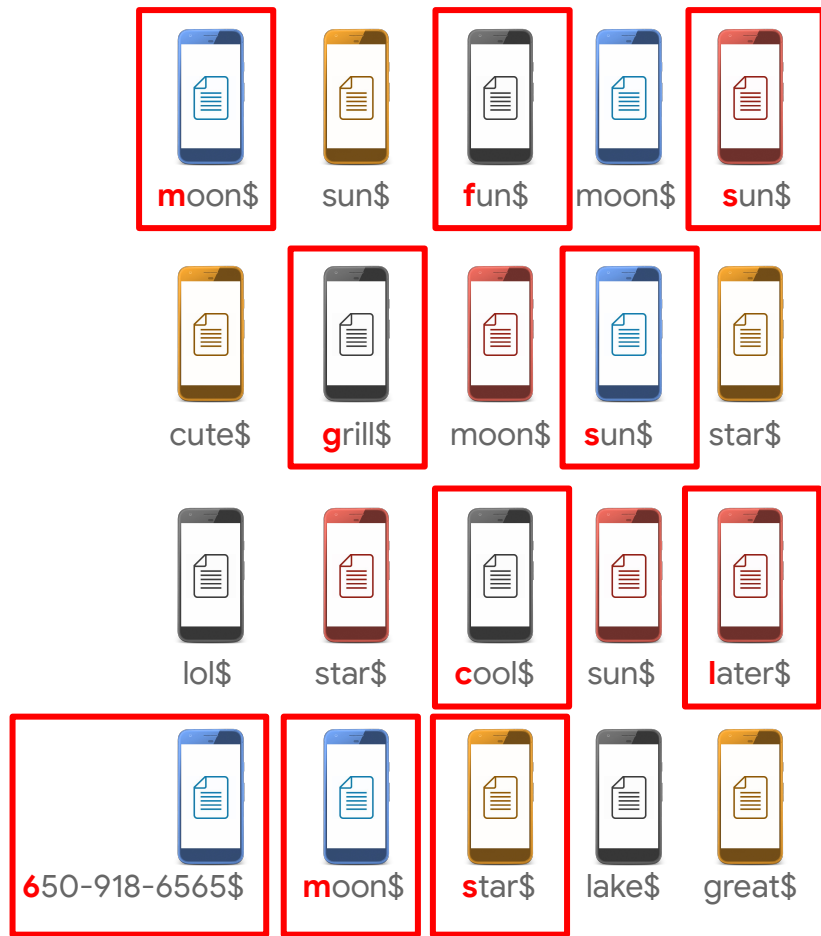 moon$ sun$ fun$ moon$ sun$
cute$ grill$ moon$ sun$ star$
lol$ star$ cool$ sun$ later$
650-918-6565$ moon$ star$ lake$ great$